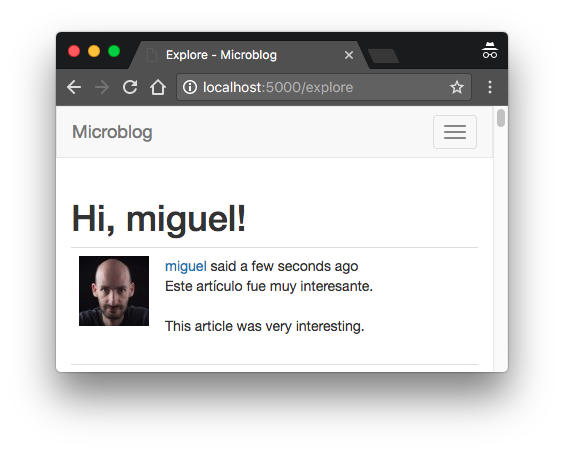 Explore - Microblog
localhost:5000/explore
Microblog
Hi, miguel!
miguel said a few seconds ago
Este artículo fue muy interesante.
This article was very interesting.